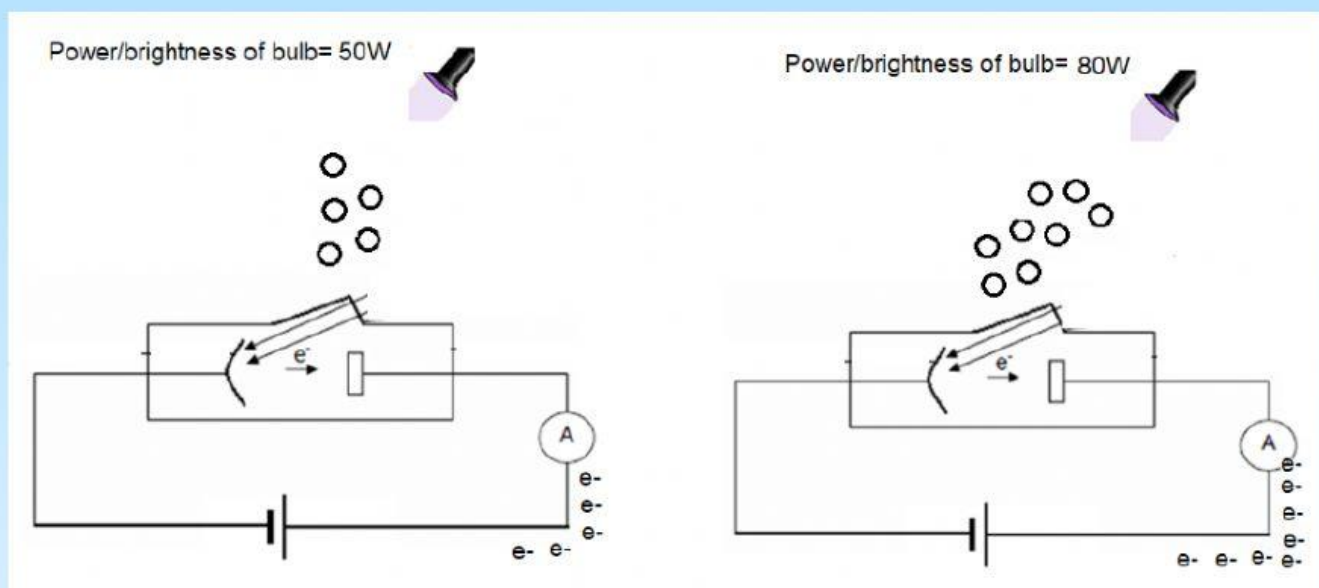 Power/brightness of bulb= 50W
Power/brightness of bulb= 80W
e-
A
e-
e-
e-
e- e-
e-
A
e-
e-
e-
e-
e- e- e- e-